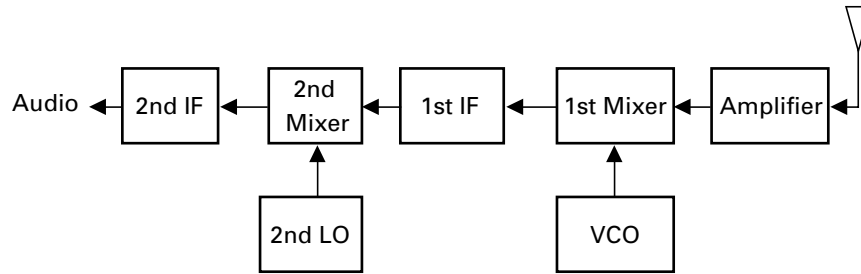 Audio
2nd IF
2nd
Mixer
1st IF
1st Mixer
Amplifier
2nd LO
VCO